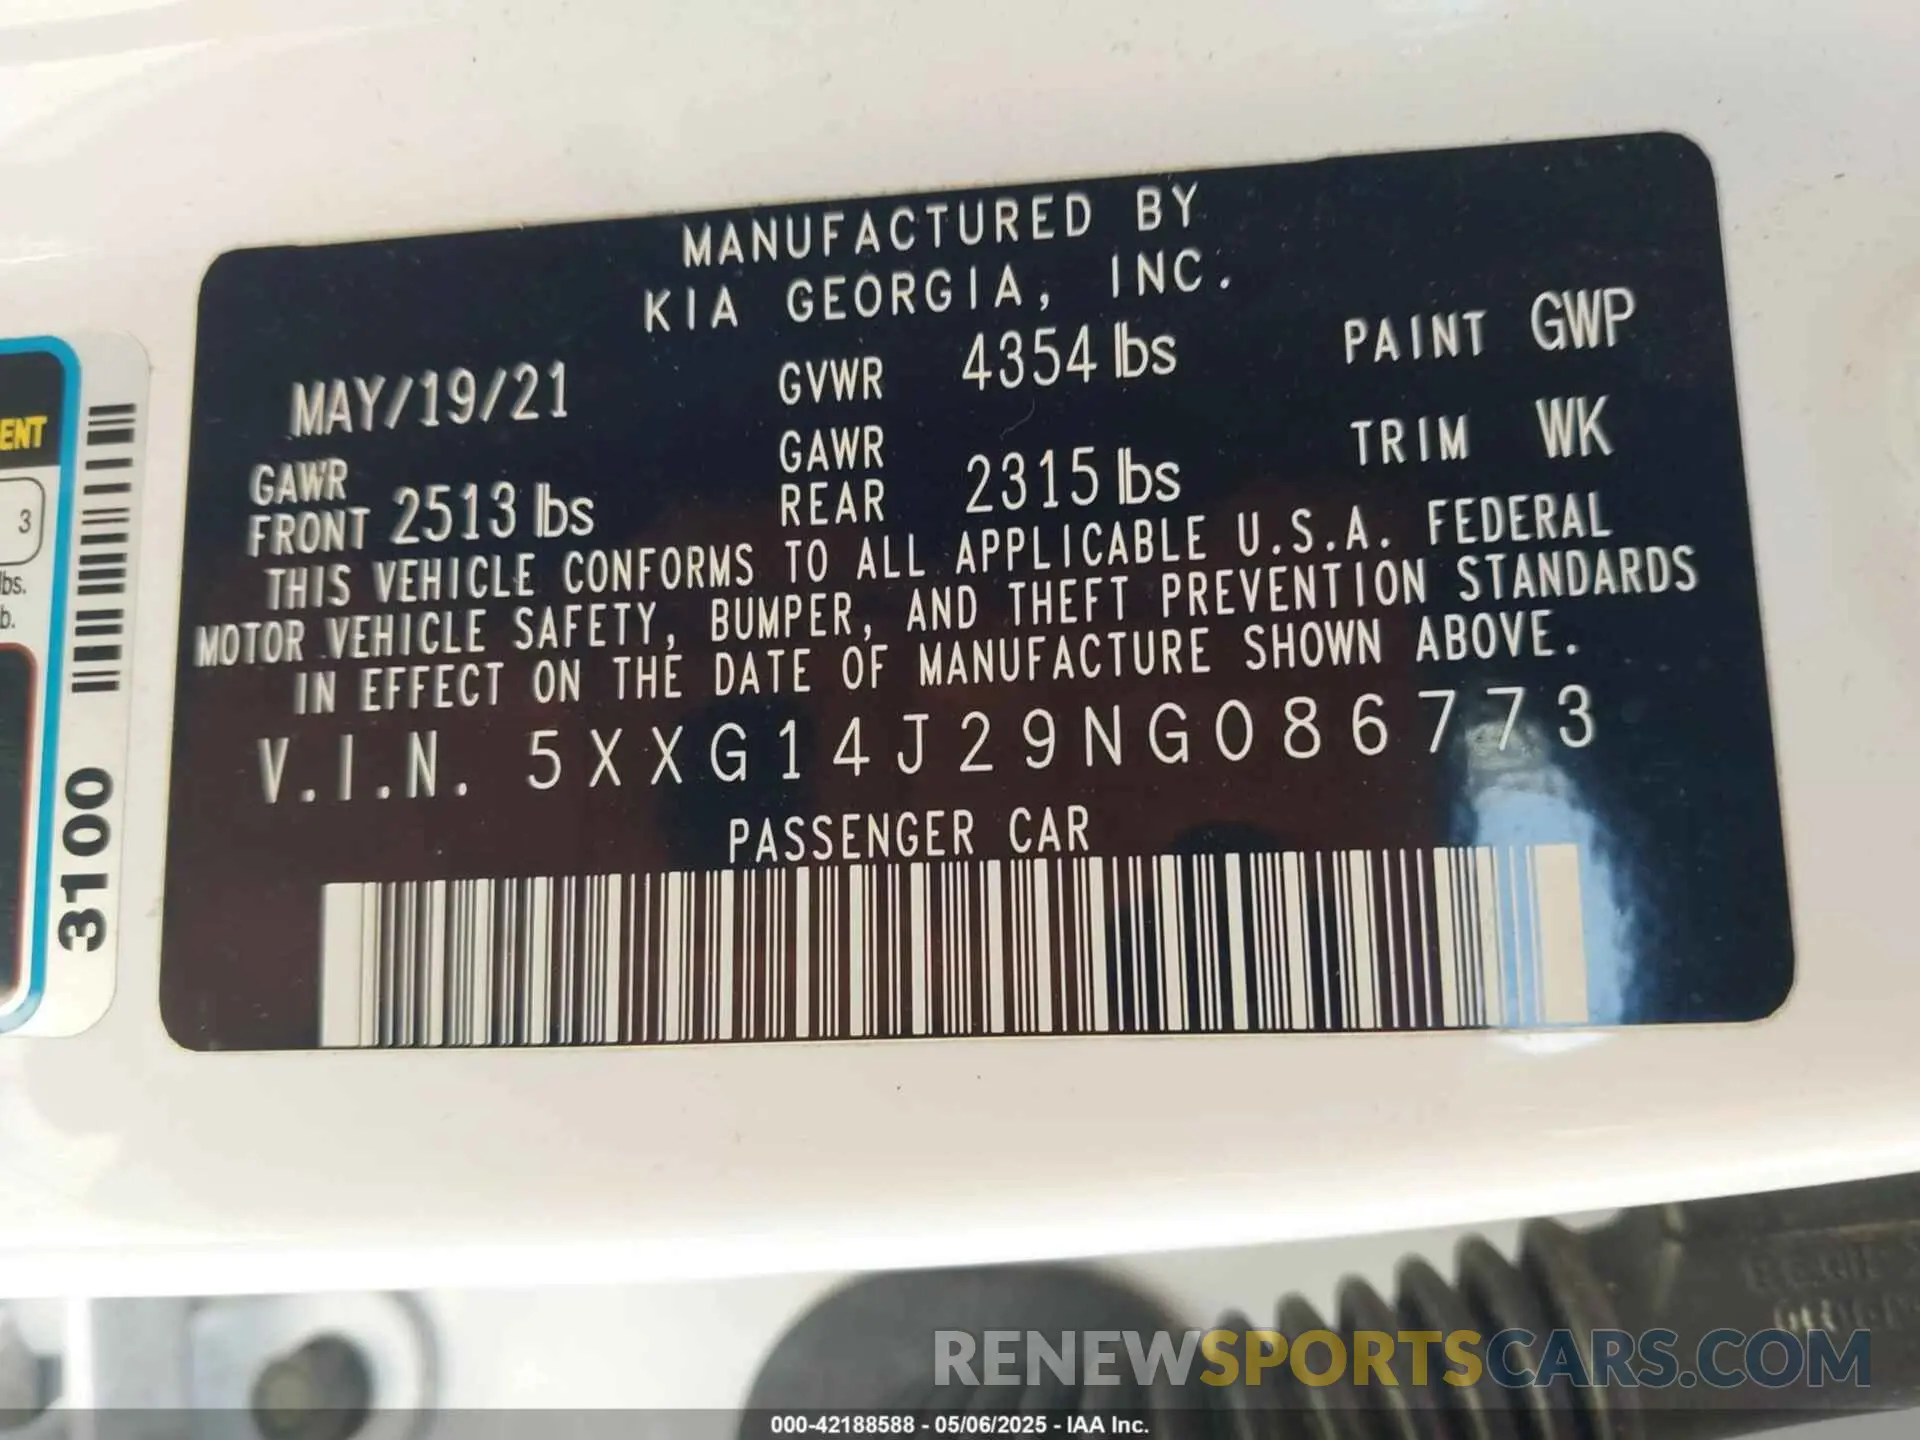 MANUFACTURED BY
KIA GEORGIA, INC.
MAY/19/21 GVWR 4354 lbs PAINT GWP
GAWR FRONT 2513 lbs GAWR REAR 2315 lbs TRIM WK
THIS VEHICLE CONFORMS TO ALL APPLICABLE U.S.A. FEDERAL
MOTOR VEHICLE SAFETY, BUMPER, AND THEFT PREVENTION STANDARDS
IN EFFECT ON THE DATE OF MANUFACTURE SHOWN ABOVE.
V.I.N. 5XXG14J29NG086773
PASSENGER CAR
ENT
3
lbs.
b.
3100
RENEWSPORTSCARS.COM
000-42188588 - 05/06/2025 - IAA Inc.